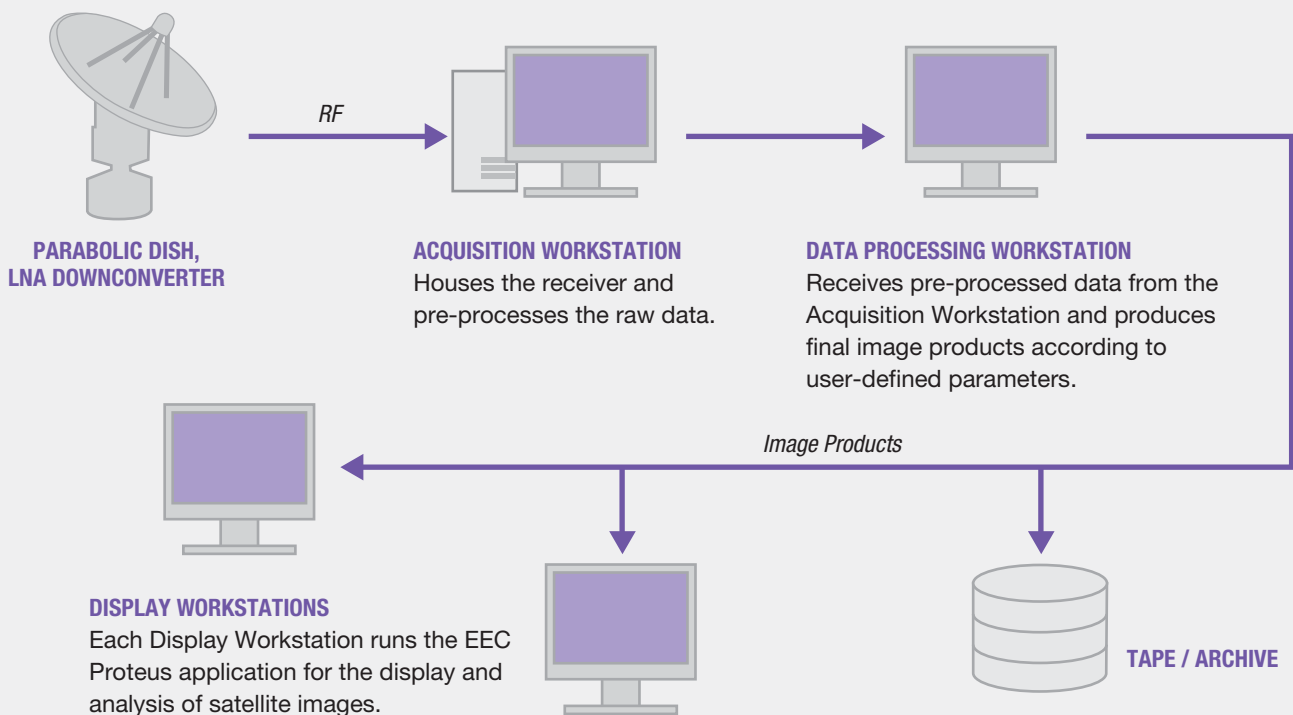 RF
PARABOLIC DISH,
LNA DOWNCONVERTER
ACQUISITION WORKSTATION
Houses the receiver and
pre-processes the raw data.
DATA PROCESSING WORKSTATION
Receives pre-processed data from the
Acquisition Workstation and produces
final image products according to
user-defined parameters.
Image Products
DISPLAY WORKSTATIONS
Each Display Workstation runs the EEC
Proteus application for the display and
analysis of satellite images.
TAPE / ARCHIVE